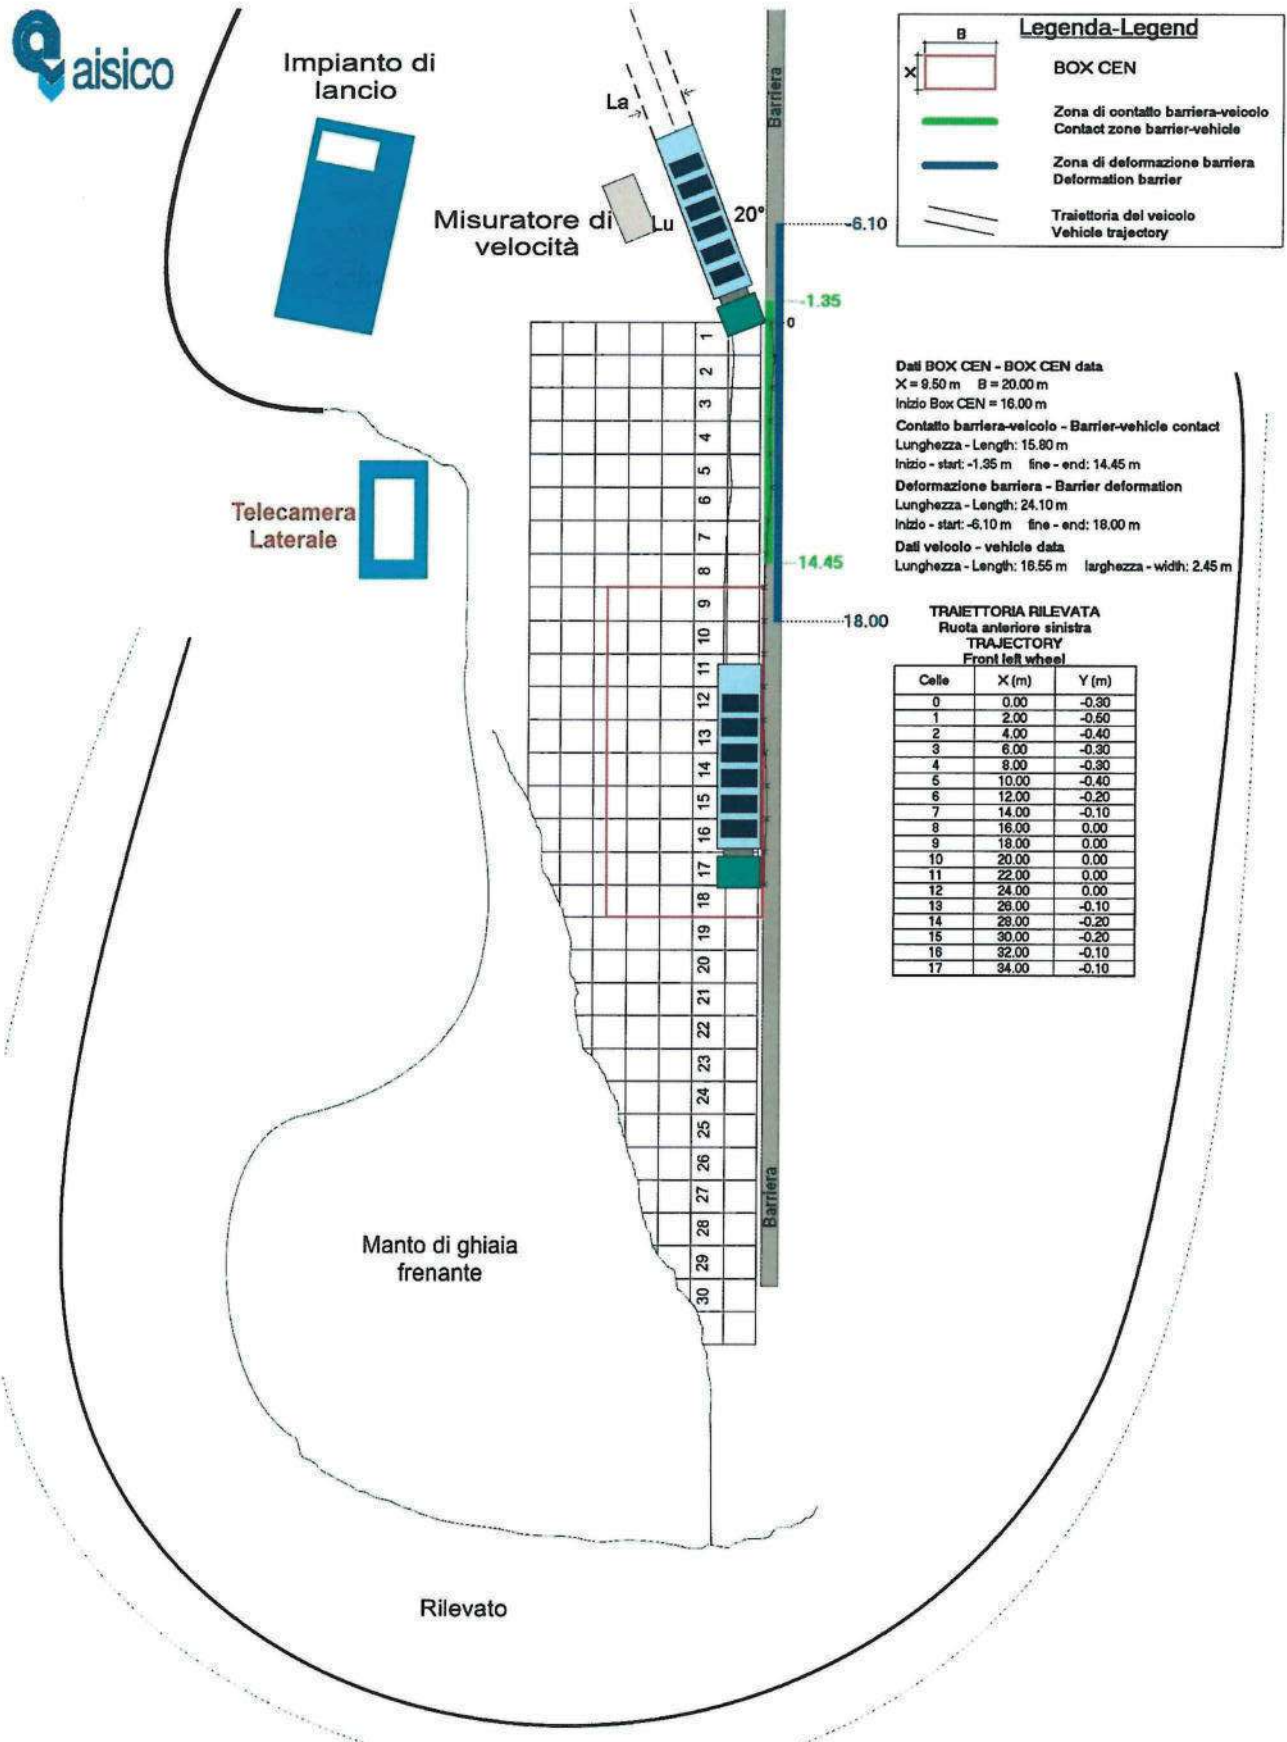 aisico
Impianto di
lancio
La
Barriera
Misuratore di
velocità
Lu
20°
-6.10
-1.35
0
Legenda-Legend
B
X
BOX CEN
Zona di contatto barriera-veicolo
Contact zone barrier-vehicle
Zona di deformazione barriera
Deformation barrier
Traiettoria del veicolo
Vehicle trajectory
Dati BOX CEN - BOX CEN data
X = 9.50 m B = 20.00 m
Inizio Box CEN = 16.00 m
Contatto barriera-veicolo - Barrier-vehicle contact
Lunghezza - Length: 15.80 m
Inizio - start: -1.35 m fine - end: 14.45 m
Deformazione barriera - Barrier deformation
Lunghezza - Length: 24.10 m
Inizio - start: -6.10 m fine - end: 18.00 m
Dati veicolo - vehicle data
Lunghezza - Length: 16.55 m larghezza - width: 2.45 m
Telecamera
Laterale
14.45
18.00
1
2
3
4
5
6
7
8
9
10
11
12
13
14
15
16
17
18
19
20
21
22
23
24
25
26
27
28
29
30
TRAIETTORIA RILEVATA
Ruota anteriore sinistra
TRAJECTORY
Front left wheel
Celle X (m) Y (m)
0 0.00 -0.30
1 2.00 -0.50
2 4.00 -0.40
3 6.00 -0.30
4 8.00 -0.30
5 10.00 -0.40
6 12.00 -0.20
7 14.00 -0.10
8 16.00 0.00
9 18.00 0.00
10 20.00 0.00
11 22.00 0.00
12 24.00 0.00
13 26.00 -0.10
14 28.00 -0.20
15 30.00 -0.20
16 32.00 -0.10
17 34.00 -0.10
Barriera
Manto di ghiaia
frenante
Rilevato